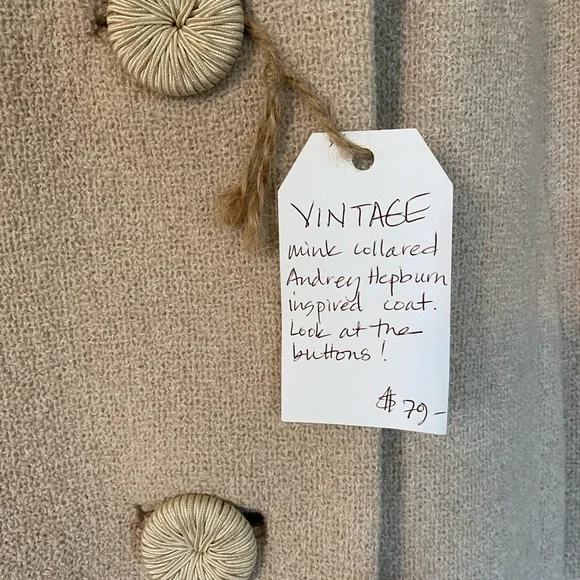 VINTAGE
mink collared
Audrey Hepburn
inspired coat.
Look at the
buttons!
$79-